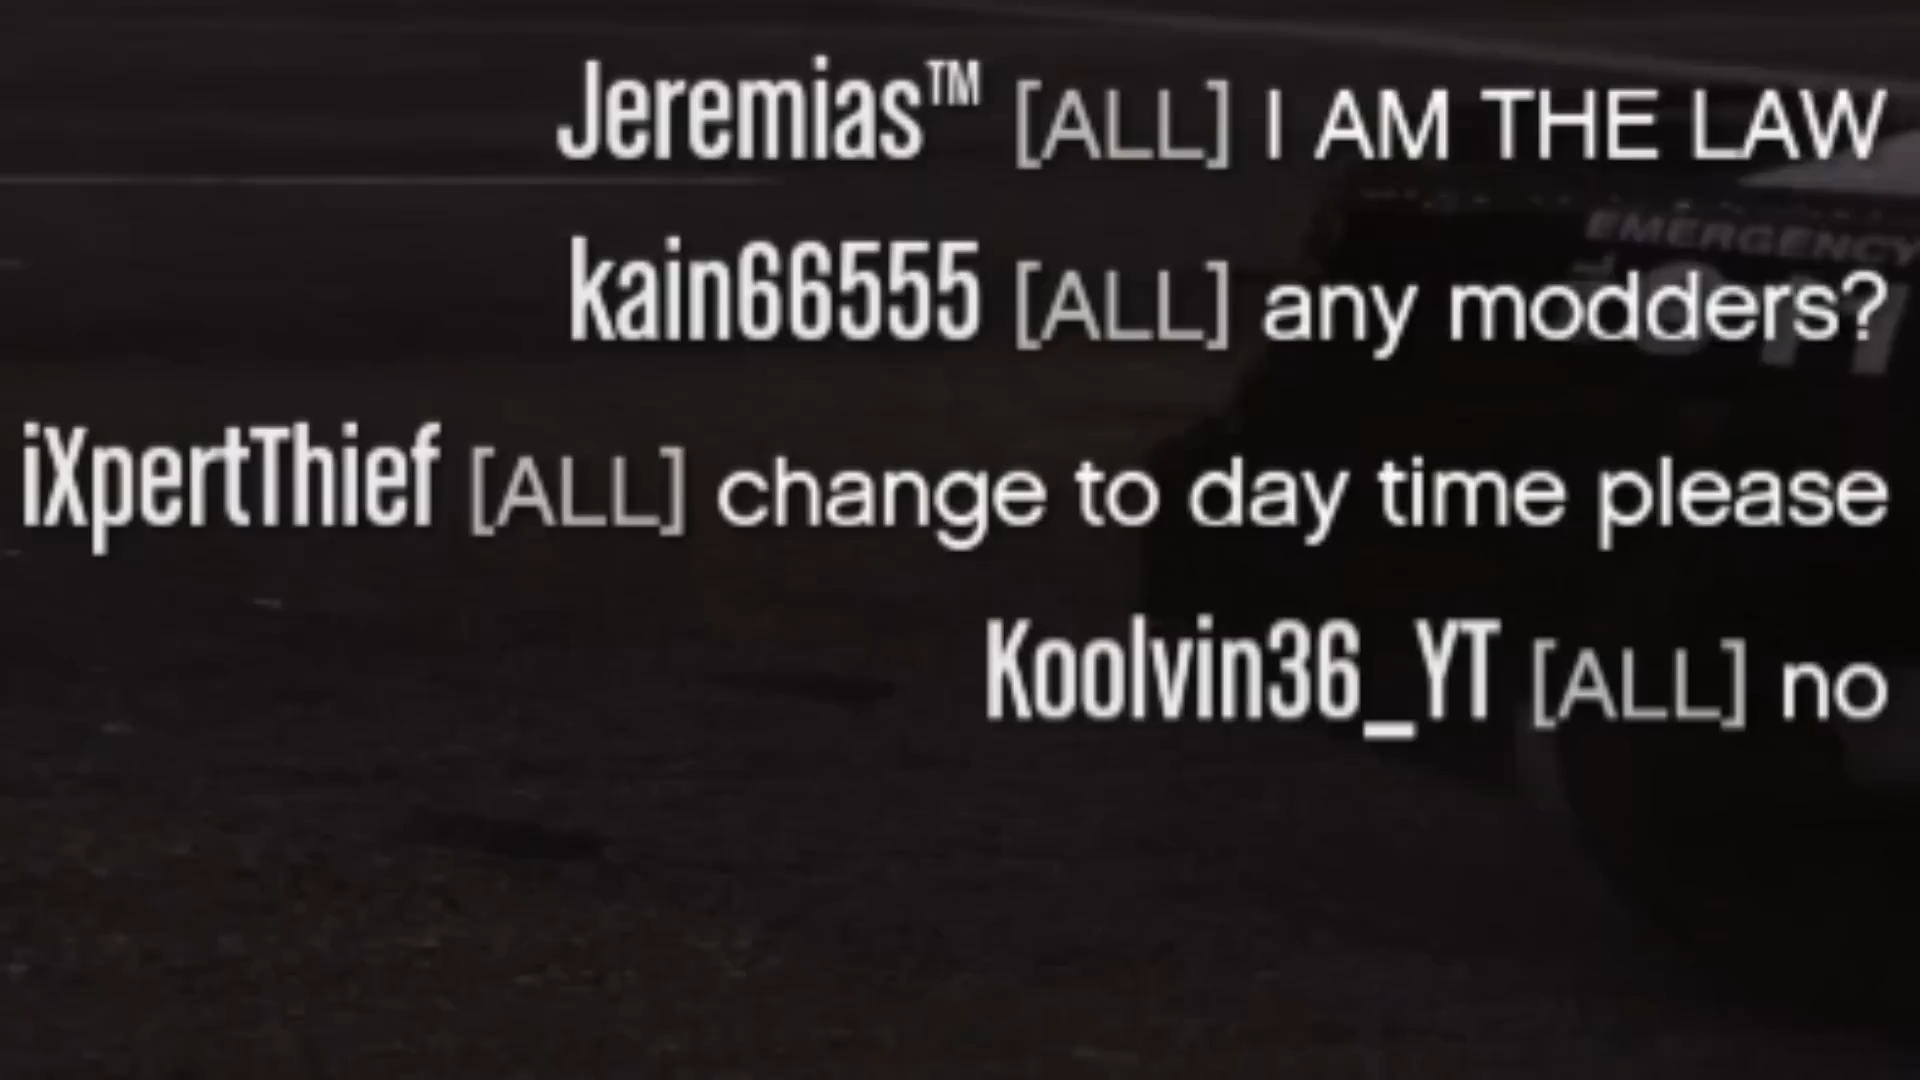 Jeremias™ [ALL] I AM THE LAW
EMERGENCY
kain66555 [ALL] any modders?
iXpertThief [ALL] change to day time please
Koolvin36_YT [ALL] no